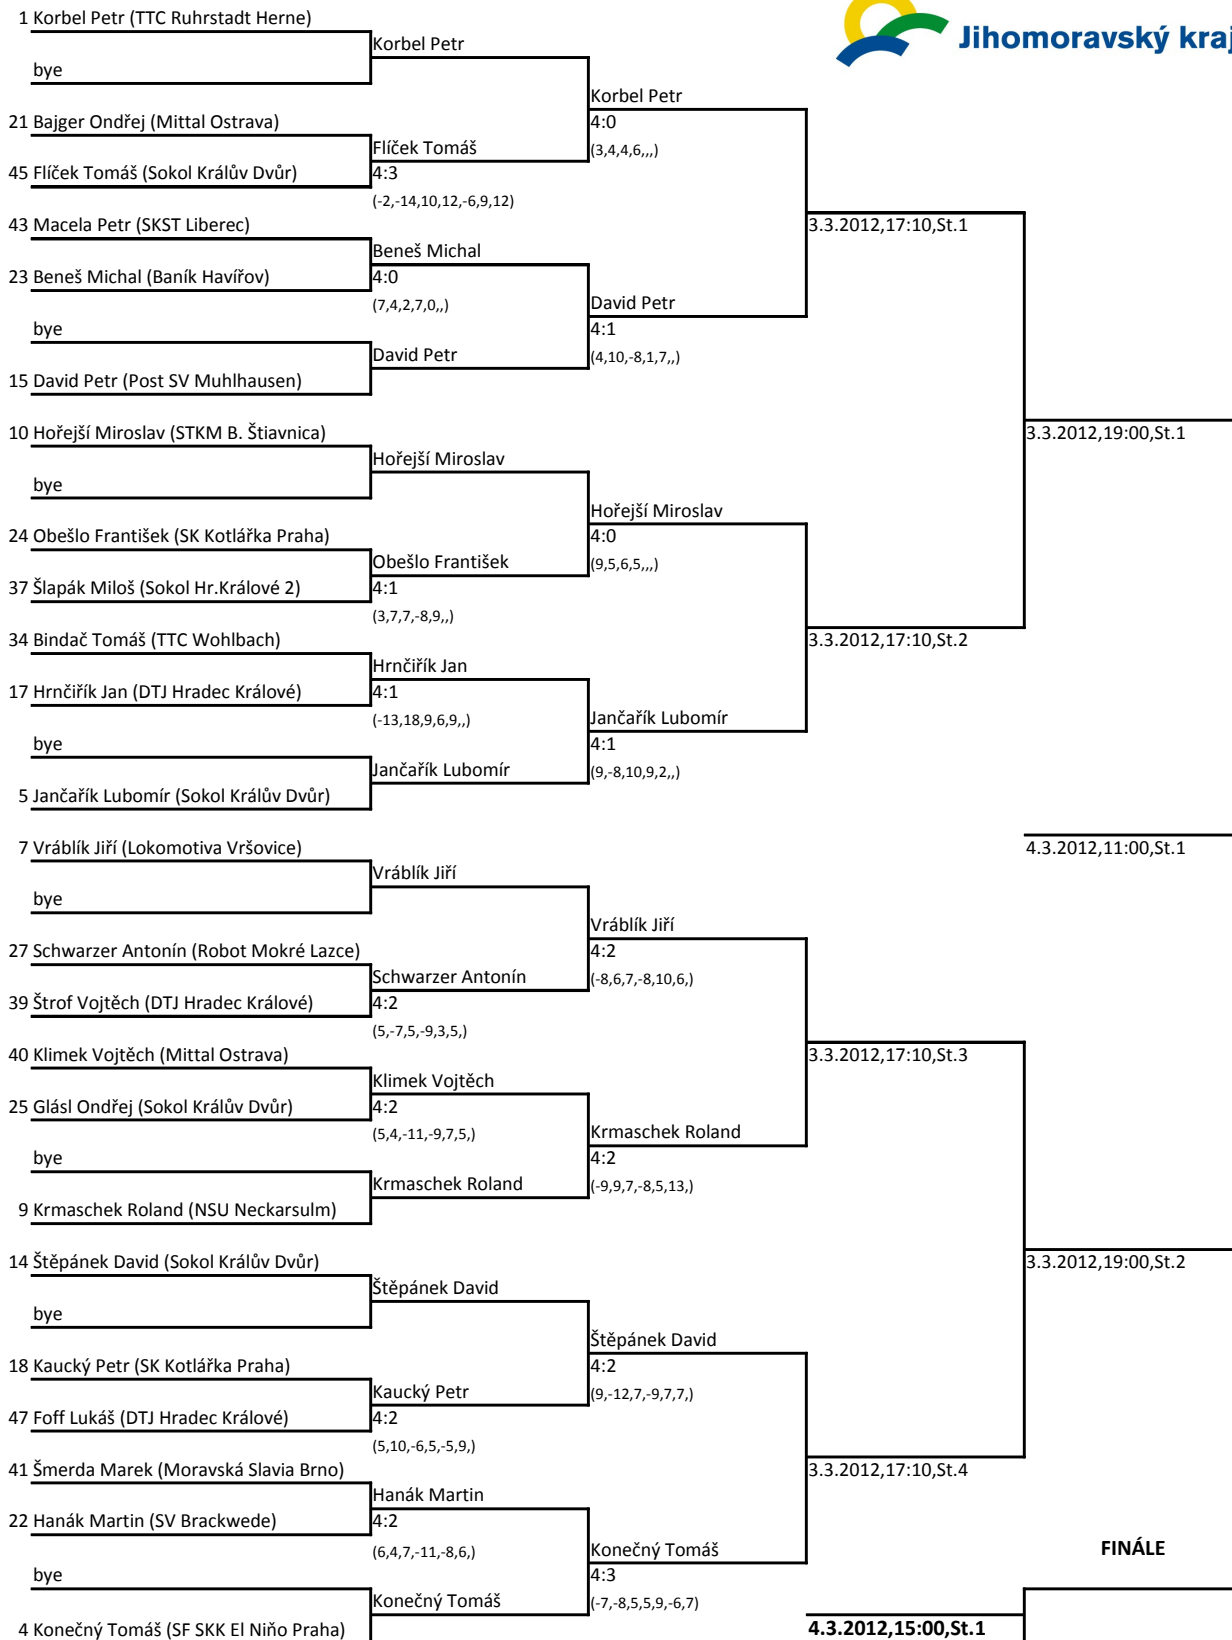 1 Korbel Petr (TTC Ruhrstadt Herne)
Jihomoravský kraj
Korbel Petr
bye
Korbel Petr
21 Bajger Ondřej (Mittal Ostrava)
4:0
Flíček Tomáš
(3,4,4,6,,,)
45 Flíček Tomáš (Sokol Králův Dvůr)
4:3
(-2,-14,10,12,-6,9,12)
43 Macela Petr (SKST Liberec)
3.3.2012,17:10,St.1
Beneš Michal
23 Beneš Michal (Baník Havířov)
4:0
(7,4,2,7,0,,)
David Petr
bye
4:1
David Petr
(4,10,-8,1,7,,)
15 David Petr (Post SV Muhlhausen)
10 Hořejší Miroslav (STKM B. Štiavnica)
3.3.2012,19:00,St.1
Hořejší Miroslav
bye
Hořejší Miroslav
24 Obešlo František (SK Kotlářka Praha)
4:0
Obešlo František
(9,5,6,5,,,)
37 Šlapák Miloš (Sokol Hr.Králové 2)
4:1
(3,7,7,-8,9,,)
34 Bindač Tomáš (TTC Wohlbach)
3.3.2012,17:10,St.2
Hrnčiřík Jan
17 Hrnčiřík Jan (DTJ Hradec Králové)
4:1
(-13,18,9,6,9,,)
Jančařík Lubomír
bye
4:1
Jančařík Lubomír
(9,-8,10,9,2,,)
5 Jančařík Lubomír (Sokol Králův Dvůr)
7 Vráblík Jiří (Lokomotiva Vršovice)
4.3.2012,11:00,St.1
Vráblík Jiří
bye
Vráblík Jiří
27 Schwarzer Antonín (Robot Mokré Lazce)
4:2
Schwarzer Antonín
(-8,6,7,-8,10,6,)
39 Štrof Vojtěch (DTJ Hradec Králové)
4:2
(5,-7,5,-9,3,5,)
40 Klimek Vojtěch (Mittal Ostrava)
3.3.2012,17:10,St.3
Klimek Vojtěch
25 Glásl Ondřej (Sokol Králův Dvůr)
4:2
(5,4,-11,-9,7,5,)
Krmaschek Roland
bye
4:2
Krmaschek Roland
(-9,9,7,-8,5,13,)
9 Krmaschek Roland (NSU Neckarsulm)
14 Štěpánek David (Sokol Králův Dvůr)
3.3.2012,19:00,St.2
Štěpánek David
bye
Štěpánek David
18 Kaucký Petr (SK Kotlářka Praha)
4:2
Kaucký Petr
(9,-12,7,-9,7,7,)
47 Foff Lukáš (DTJ Hradec Králové)
4:2
(5,10,-6,5,-5,9,)
41 Šmerda Marek (Moravská Slavia Brno)
3.3.2012,17:10,St.4
Hanák Martin
22 Hanák Martin (SV Brackwede)
4:2
(6,4,7,-11,-8,6,)
Konečný Tomáš
FINÁLE
bye
4:3
Konečný Tomáš
(-7,-8,5,5,9,-6,7)
4 Konečný Tomáš (SF SKK El Niňo Praha)
4.3.2012,15:00,St.1